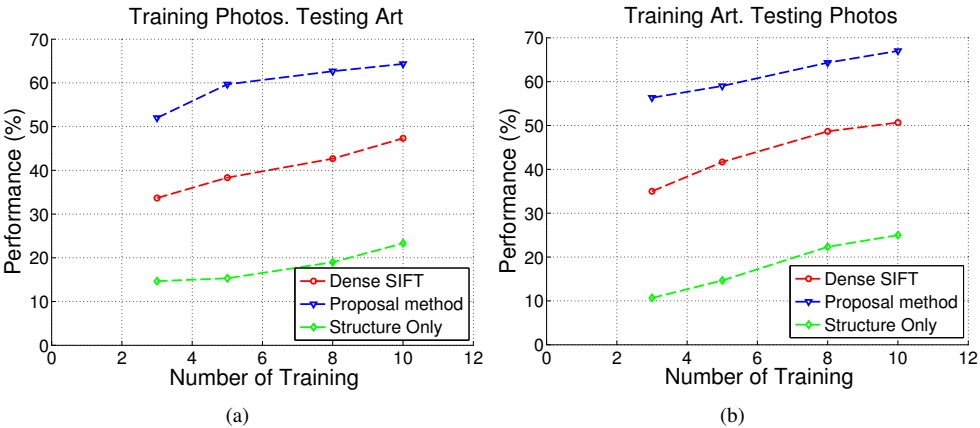 Training Photos. Testing Art
70
60
50
40
30
20
10
0
Performance (%)
0 2 4 6 8 10 12
Number of Training
Dense SIFT
Proposal method
Structure Only
(a)
Training Art. Testing Photos
70
60
50
40
30
20
10
0
Performance (%)
0 2 4 6 8 10 12
Number of Training
Dense SIFT
Proposal method
Structure Only
(b)